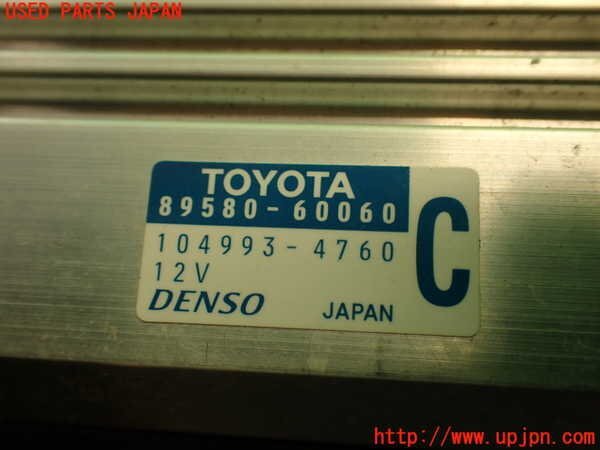 USED PARTS JAPAN
TOYOTA
89580-60060
104993-4760
12V
C
DENSO JAPAN
http://www.upjpn.com/